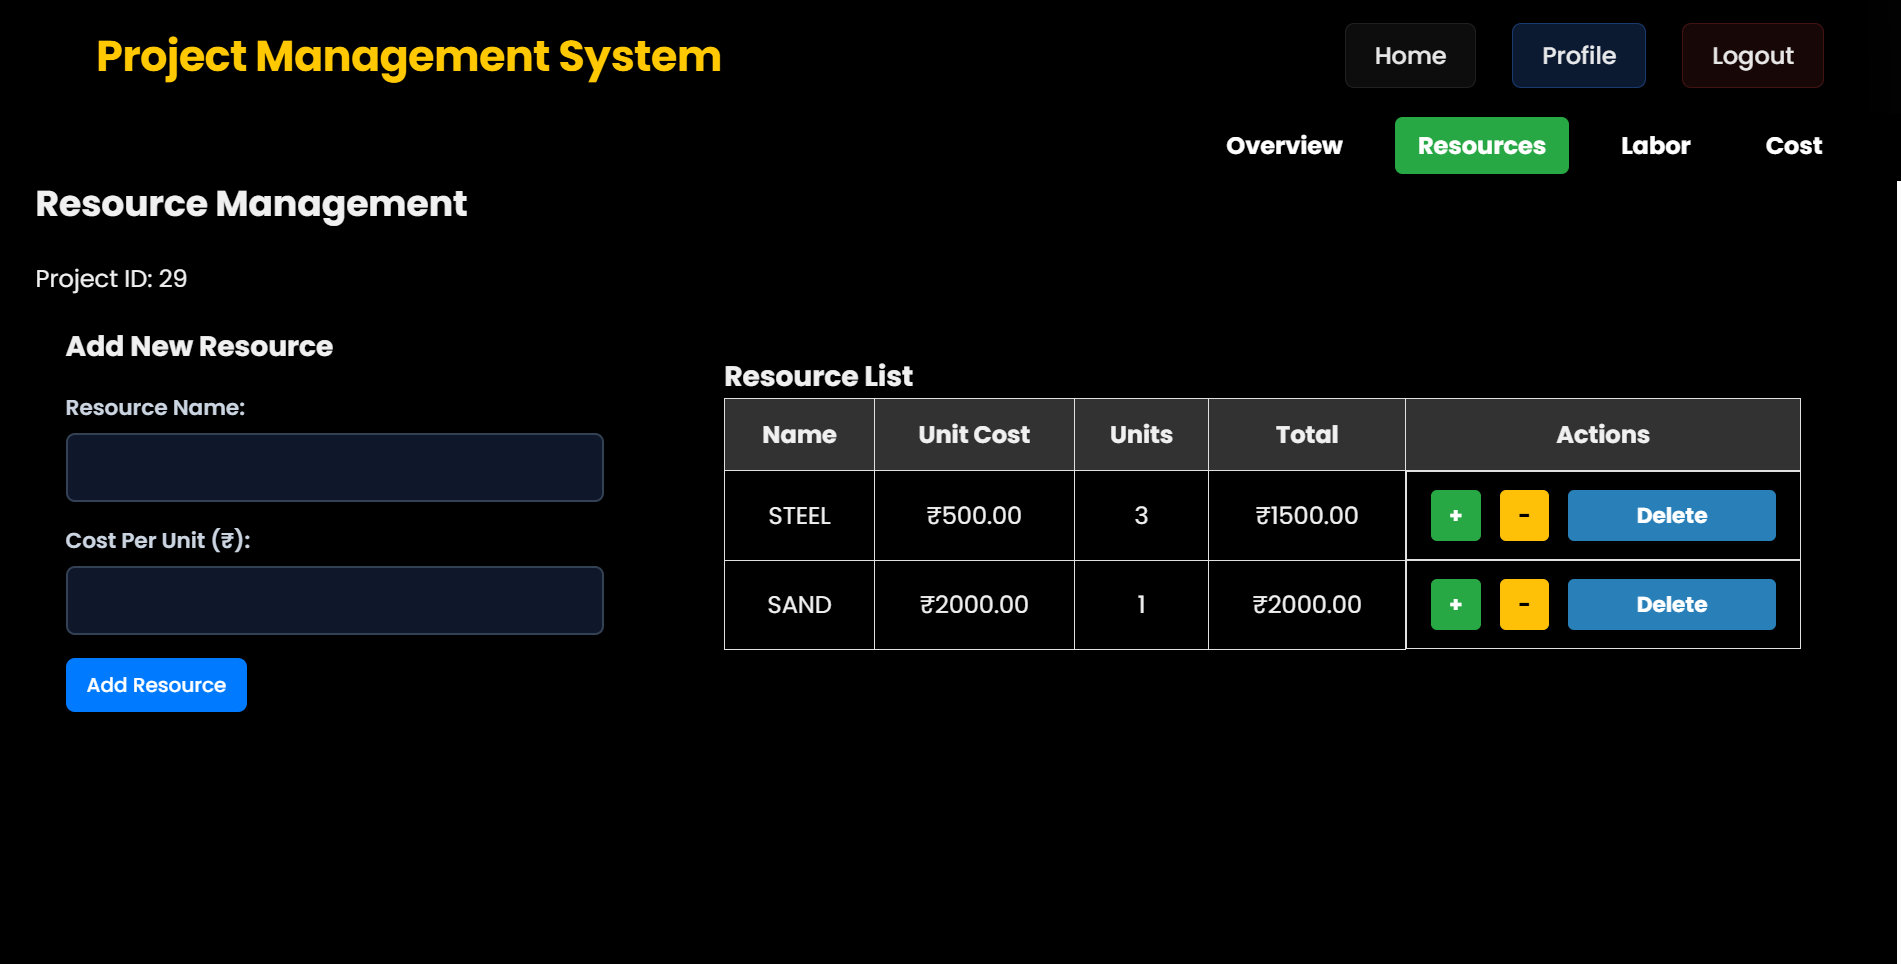 Project Management System
Home Profile Logout
Overview Resources Labor Cost
Resource Management
Project ID: 29
Add New Resource
Resource Name:
Cost Per Unit (₹):
Add Resource
Resource List
Name Unit Cost Units Total Actions
STEEL ₹500.00 3 ₹1500.00 + - Delete
SAND ₹2000.00 1 ₹2000.00 + - Delete